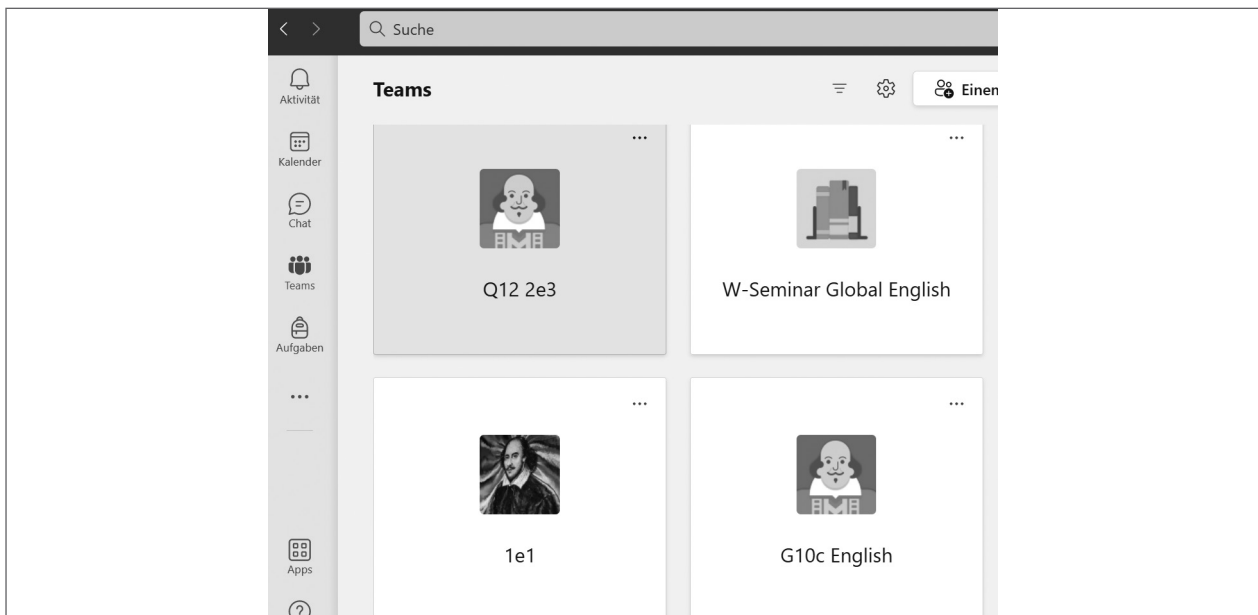 Suche
Aktivität
Kalender
Chat
Teams
Aufgaben
Apps
Teams
Einen
Q12 2e3
W-Seminar Global English
1e1
G10c English